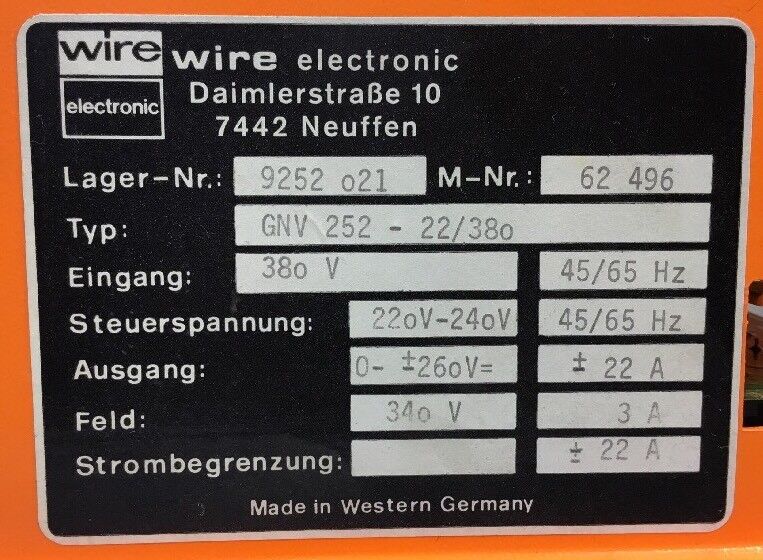 wire wire electronic
electronic Daimlerstraße 10
7442 Neuffen
Lager-Nr.: 9252 o21 M-Nr.: 62 496
Typ: GNV 252 - 22/38o
Eingang: 38o V 45/65 Hz
Steuerspannung: 22oV-24oV 45/65 Hz
Ausgang: 0- ±26oV= ± 22 A
Feld: 34o V 3 A
Strombegrenzung: ± 22 A
Made in Western Germany